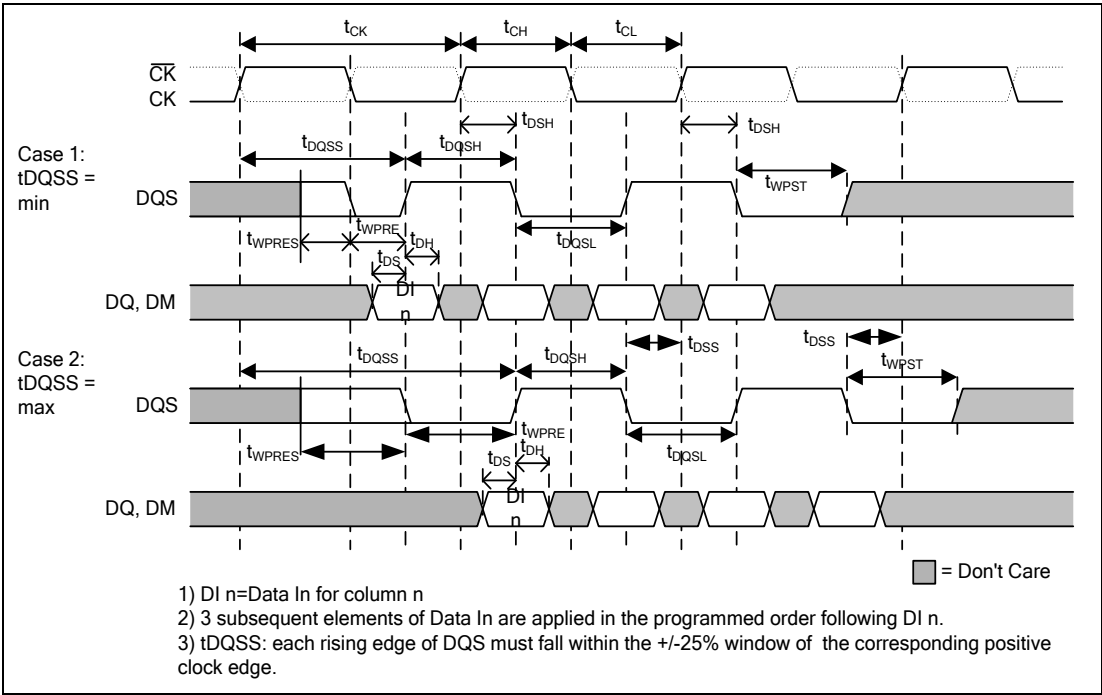 tCK
tCH
tCL
CK
CK
tDSH
tDSH
tDQSS
tDQSH
Case 1:
tDQSS =
min
DQS
tWPST
tWPRES
tWPRE
tDH
tDQSL
tDS
DQ, DM
DI
n
tDSS
tDSS
Case 2:
tDQSS =
max
tDQSS
tDQSH
tWPST
DQS
tWPRES
tWPRE
tDH
tDS
tDQSL
DQ, DM
DI
n
= Don't Care
1) DI n=Data In for column n
2) 3 subsequent elements of Data In are applied in the programmed order following DI n.
3) tDQSS: each rising edge of DQS must fall within the +/-25% window of the corresponding positive
clock edge.